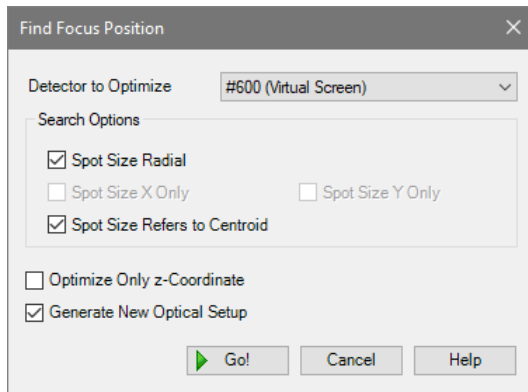 Find Focus Position
Detector to Optimize #600 (Virtual Screen)
Search Options
Spot Size Radial
Spot Size X Only Spot Size Y Only
Spot Size Refers to Centroid
Optimize Only z-Coordinate
Generate New Optical Setup
Go! Cancel Help